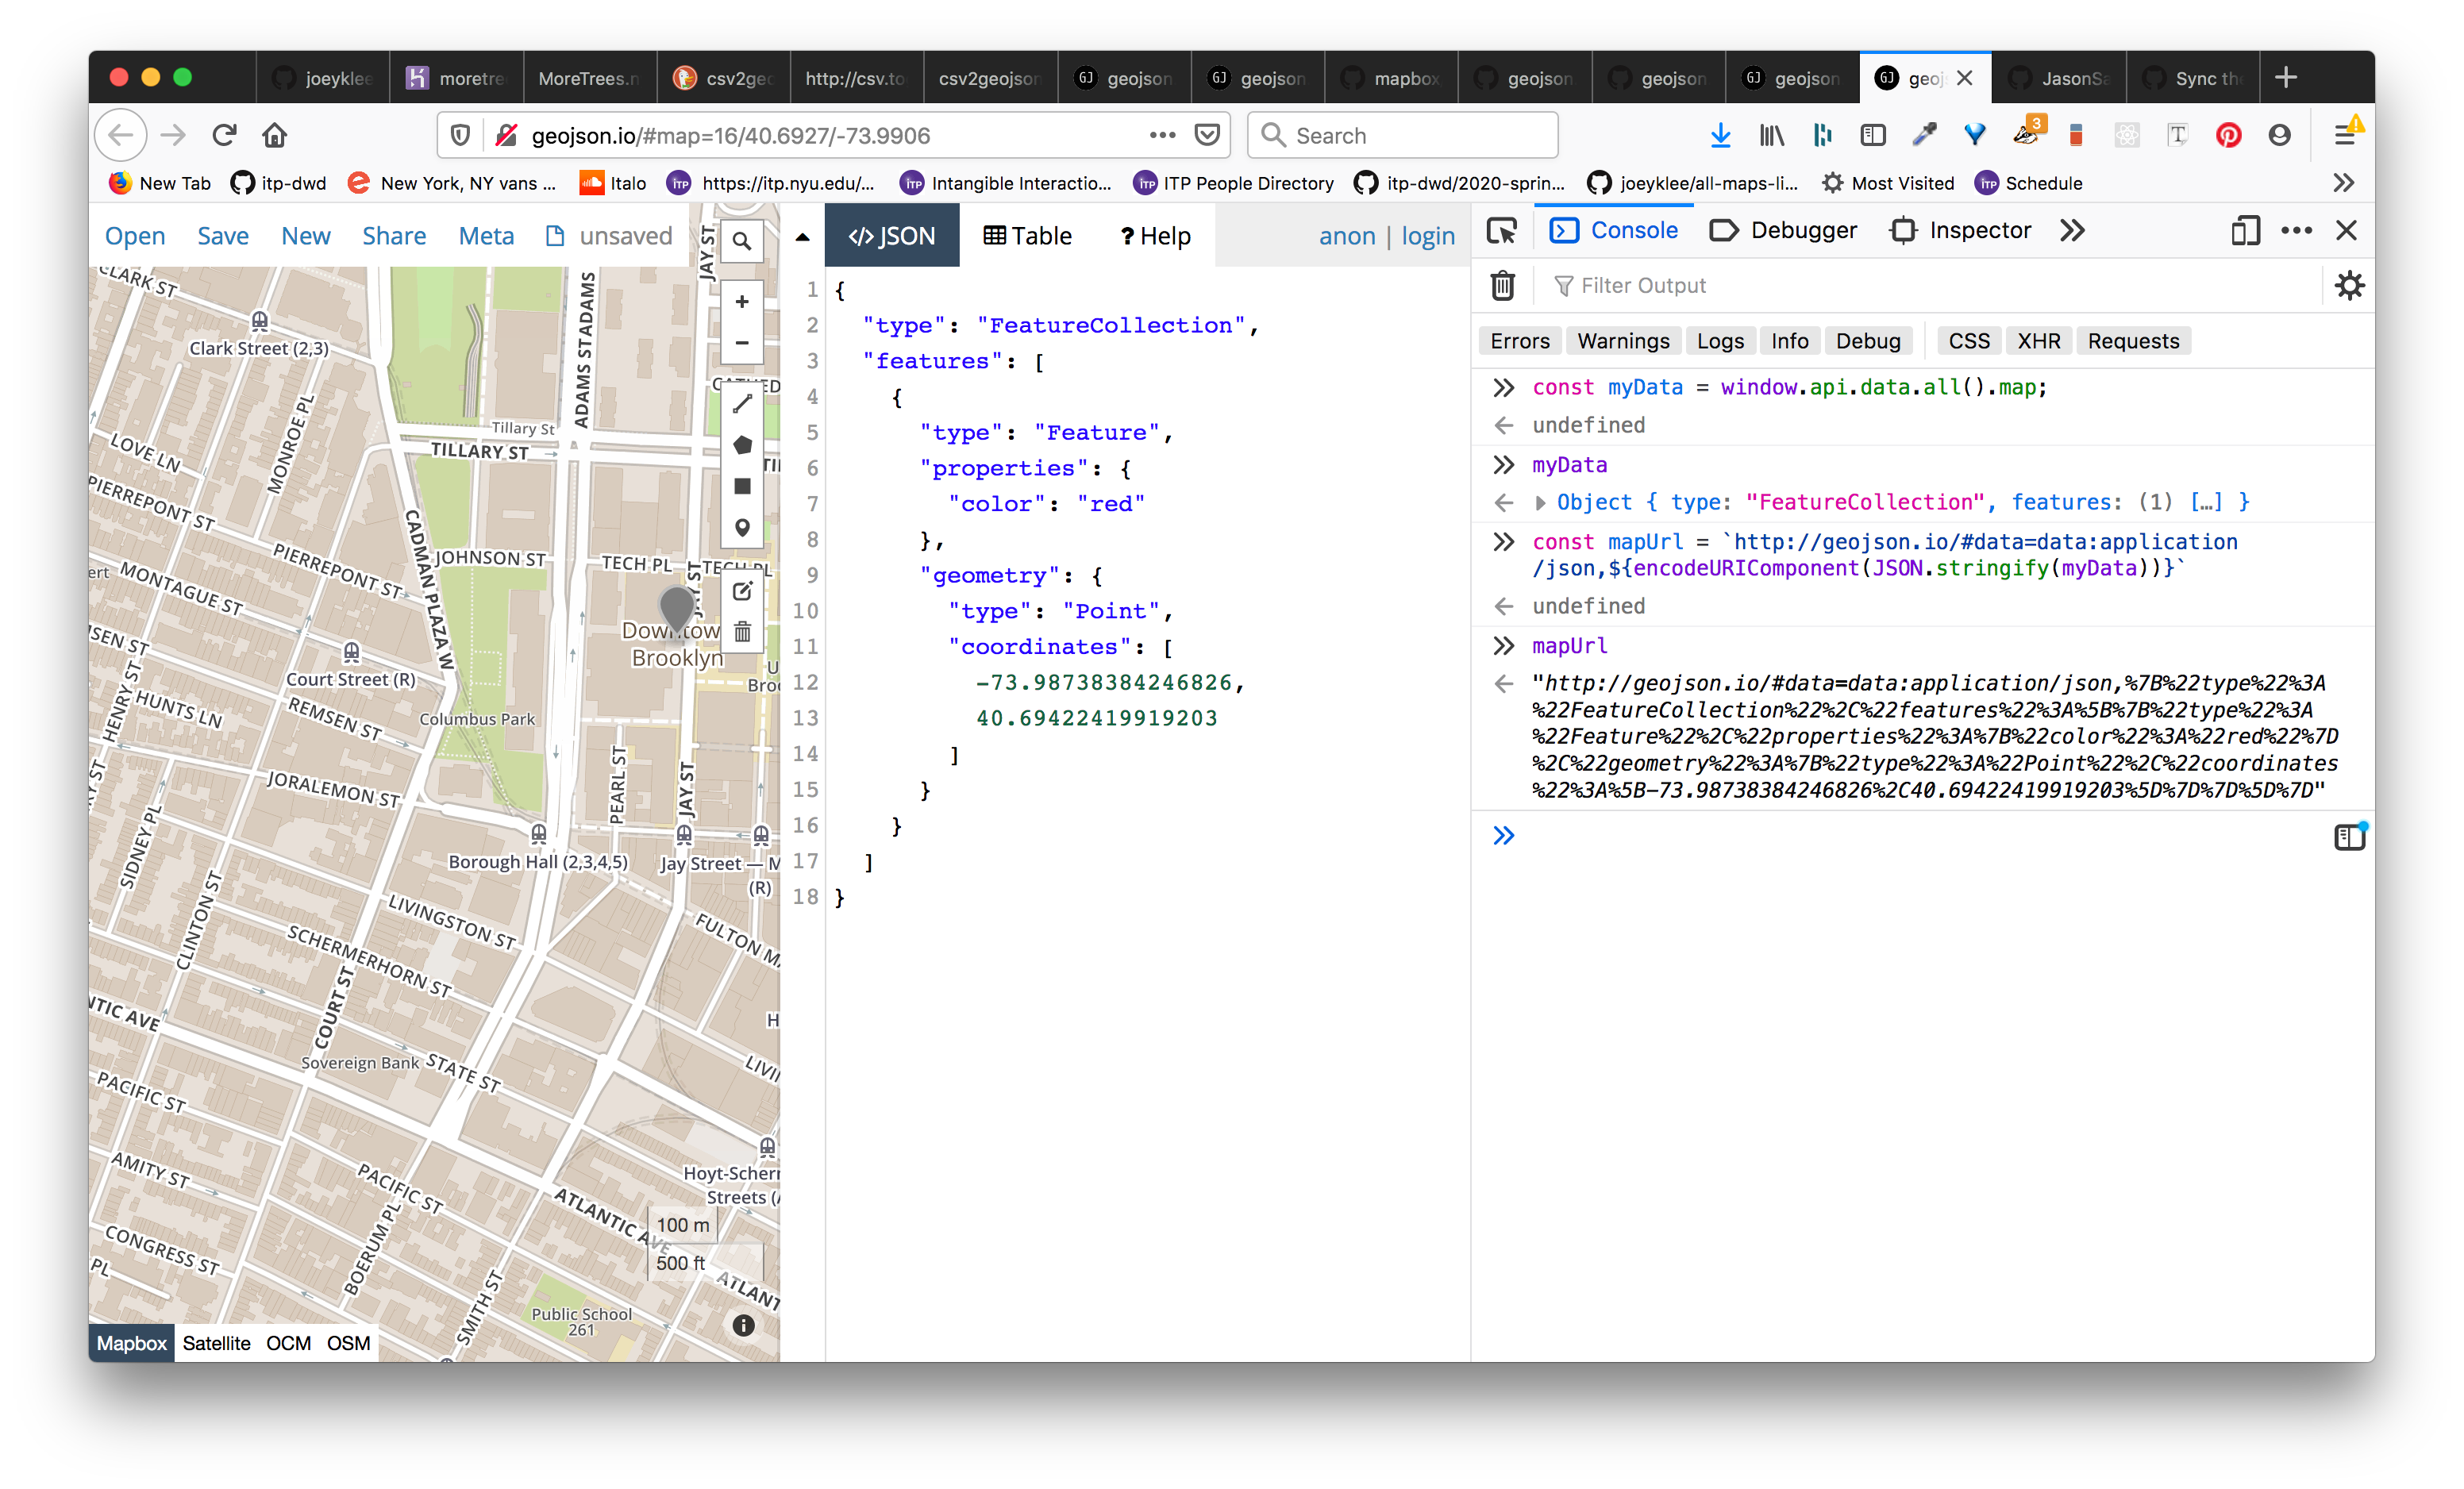 joeykle
moretre
MoreTrees.n
csv2geo
http://csv.to
csv2geojson
geojson
geojson
mapbox
geojson
geojson
geojson
geoj
JasonSa
Sync th
geojson.io/#map=16/40.6927/-73.9906
Search
3
New Tab
itp-dwd
New York, NY vans ...
Italo
https://itp.nyu.edu/...
Intangible Interactio...
ITP People Directory
itp-dwd/2020-sprin...
joeyklee/all-maps-li...
Most Visited
Schedule
Open Save New Share Meta unsaved
</> JSON
Table
? Help
anon | login
CLARK ST
Clark Street (2,3)
ADAMS ST
ADAMS ST
JAY ST
LOVE LN
MONROE PL
Tillary St
TILLARY ST
PIERREPONT ST
PIERREPONT ST
CADMAN PLAZA W
JOHNSON ST
TECH PL
TECH PL
JAY ST
MONTAGUE ST
Downtow
Brooklyn
Court Street (R)
HENRY ST
HUNTS LN
REMSEN ST
Columbus Park
JORALEMON ST
PEARL ST
JAY ST
SIDNEY PL
Borough Hall (2,3,4,5)
Jay Street — M
(R)
CLINTON ST
LIVINGSTON ST
FULTON M
SCHERMERHORN ST
COURT ST
NTIC AVE
Sovereign Bank
STATE ST
LIVI
PACIFIC ST
AMITY ST
PACIFIC ST
Hoyt-Scherr
Streets (
ATLANTIC AVE
100 m
500 ft
CONGRESS ST
PL
BOERUM PL
SMITH ST
ATLANT
Public School
261
Mapbox Satellite OCM OSM
1 {
2 "type": "FeatureCollection",
3 "features": [
4 {
5 "type": "Feature",
6 "properties": {
7 "color": "red"
8 },
9 "geometry": {
10 "type": "Point",
11 "coordinates": [
12 -73.98738384246826,
13 40.69422419919203
14 ]
15 }
16 }
17 ]
18 }
Console
Debugger
Inspector
Filter Output
Errors Warnings Logs Info Debug CSS XHR Requests
const myData = window.api.data.all().map;
undefined
myData
Object { type: "FeatureCollection", features: (1) […] }
const mapUrl = `http://geojson.io/#data=data:application
/json,${encodeURIComponent(JSON.stringify(myData))}`
undefined
mapUrl
"http://geojson.io/#data=data:application/json,%7B%22type%22%3A
%22FeatureCollection%22%2C%22features%22%3A%5B%7B%22type%22%3A
%22Feature%22%2C%22properties%22%3A%7B%22color%22%3A%22red%22%7D
%2C%22geometry%22%3A%7B%22type%22%3A%22Point%22%2C%22coordinates
%22%3A%5B-73.98738384246826%2C40.69422419919203%5D%7D%7D%5D%7D"